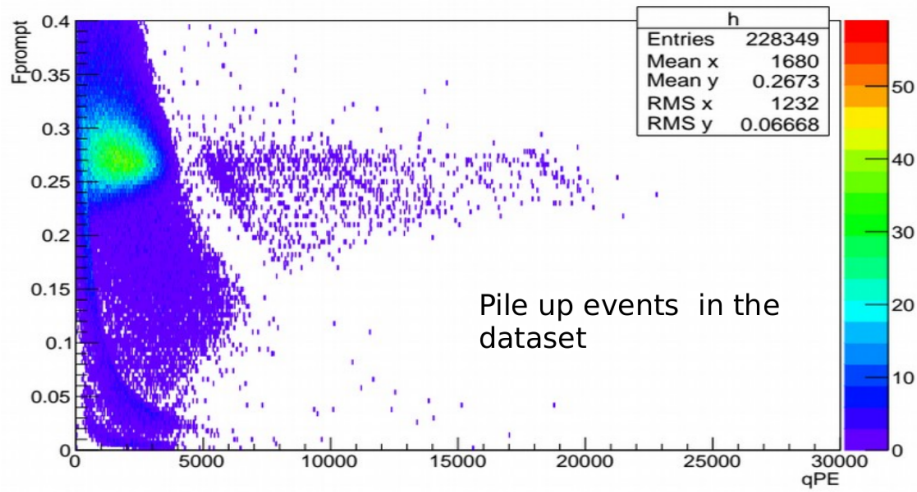 h
Entries 228349
Mean x 1680
Mean y 0.2673
RMS x 1232
RMS y 0.06668
Fprompt
0.4
0.35
0.3
0.25
0.2
0.15
0.1
0.05
0
50
40
30
20
10
0
Pile up events in the
dataset
0 5000 10000 15000 20000 25000 30000
qPE